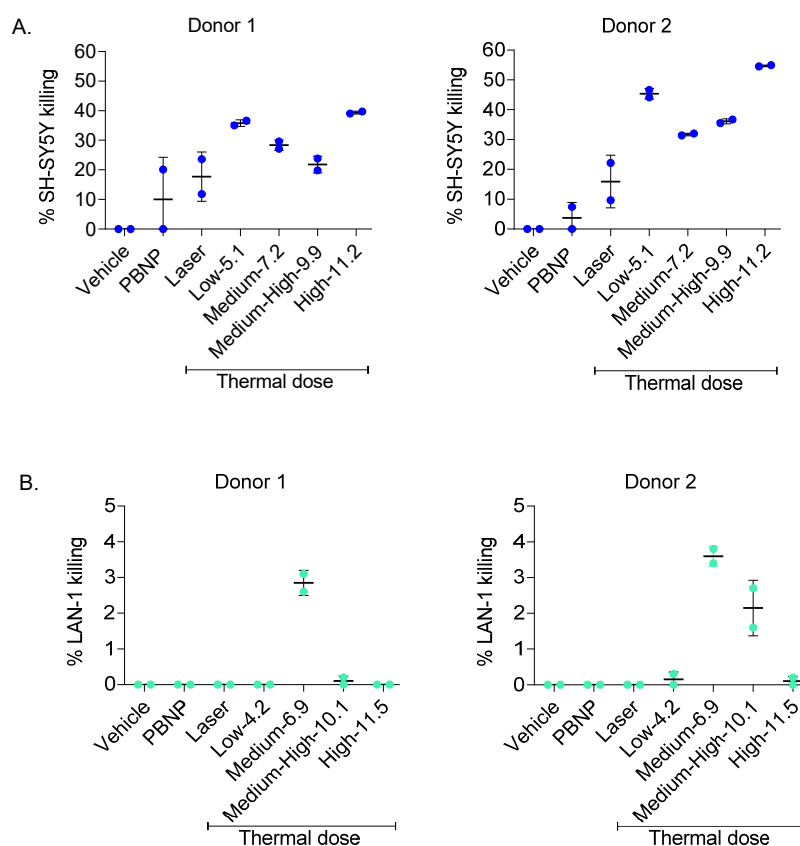 A.
Donor 1
% SH-SY5Y killing
60
50
40
30
20
10
0
Vehicle
PBNP
Laser
Low-5.1
Medium-7.2
Medium-High-9.9
High-11.2
Thermal dose
Donor 2
% SH-SY5Y killing
60
50
40
30
20
10
0
Vehicle
PBNP
Laser
Low-5.1
Medium-7.2
Medium-High-9.9
High-11.2
Thermal dose
B.
Donor 1
% LAN-1 killing
5
4
3
2
1
0
Vehicle
PBNP
Laser
Low-4.2
Medium-6.9
Medium-High-10.1
High-11.5
Thermal dose
Donor 2
% LAN-1 killing
5
4
3
2
1
0
Vehicle
PBNP
Laser
Low-4.2
Medium-6.9
Medium-High-10.1
High-11.5
Thermal dose